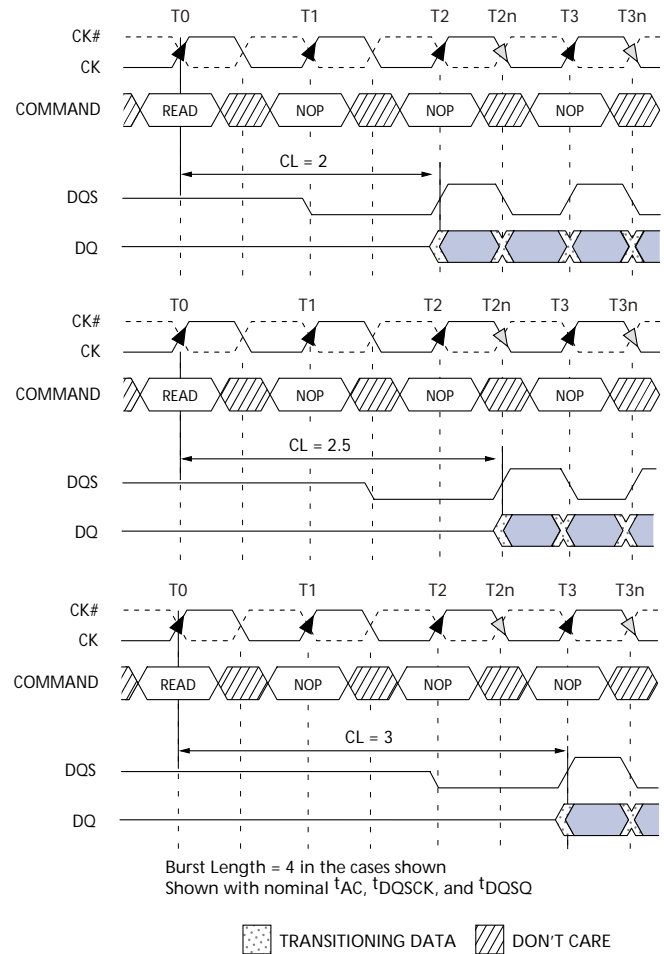 T0 T1 T2 T2n T3 T3n
CK#
CK
COMMAND READ NOP NOP NOP
CL = 2
DQS
DQ
T0 T1 T2 T2n T3 T3n
CK#
CK
COMMAND READ NOP NOP NOP
CL = 2.5
DQS
DQ
T0 T1 T2 T2n T3 T3n
CK#
CK
COMMAND READ NOP NOP NOP
CL = 3
DQS
DQ
Burst Length = 4 in the cases shown
Shown with nominal tAC, tDQSCK, and tDQSQ
TRANSITIONING DATA DON'T CARE